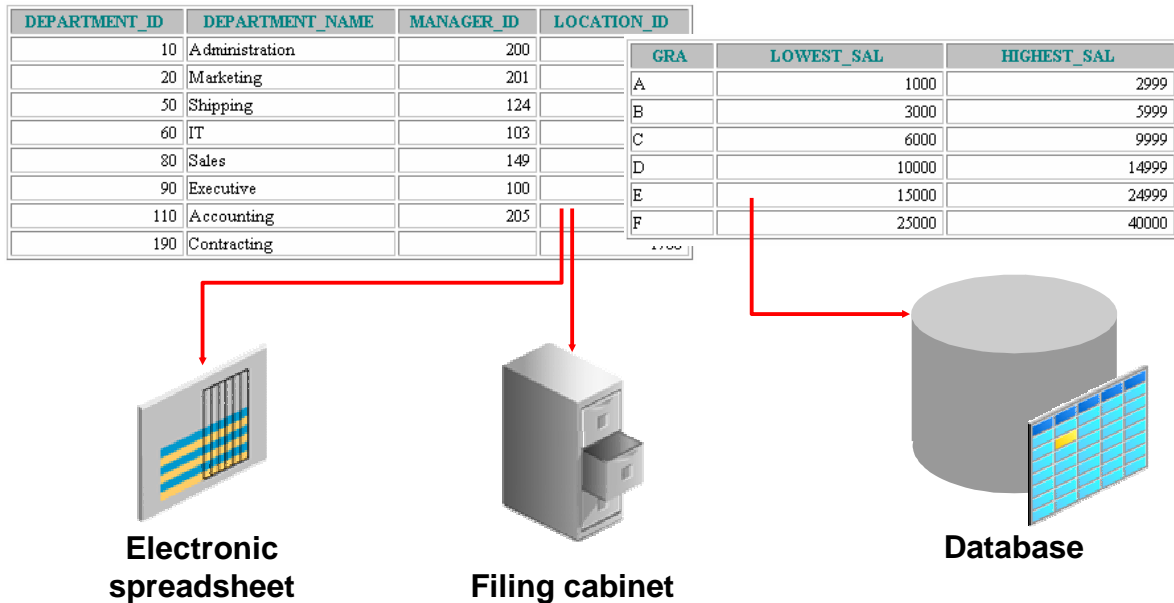 DEPARTMENT_ID DEPARTMENT_NAME MANAGER_ID LOCATION_ID
10 Administration 200
20 Marketing 201
50 Shipping 124
60 IT 103
80 Sales 149
90 Executive 100
110 Accounting 205
190 Contracting
GRA LOWEST_SAL HIGHEST_SAL
A 1000 2999
B 3000 5999
C 6000 9999
D 10000 14999
E 15000 24999
F 25000 40000
Electronic
spreadsheet
Filing cabinet
Database